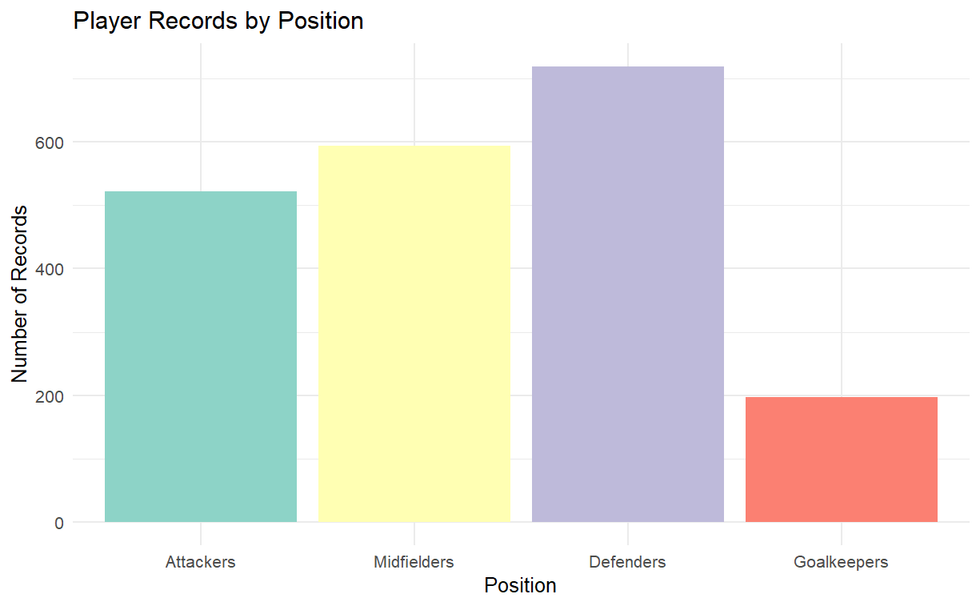 Player Records by Position
Number of Records
600
400
200
0
Attackers Midfielders Defenders Goalkeepers
Position